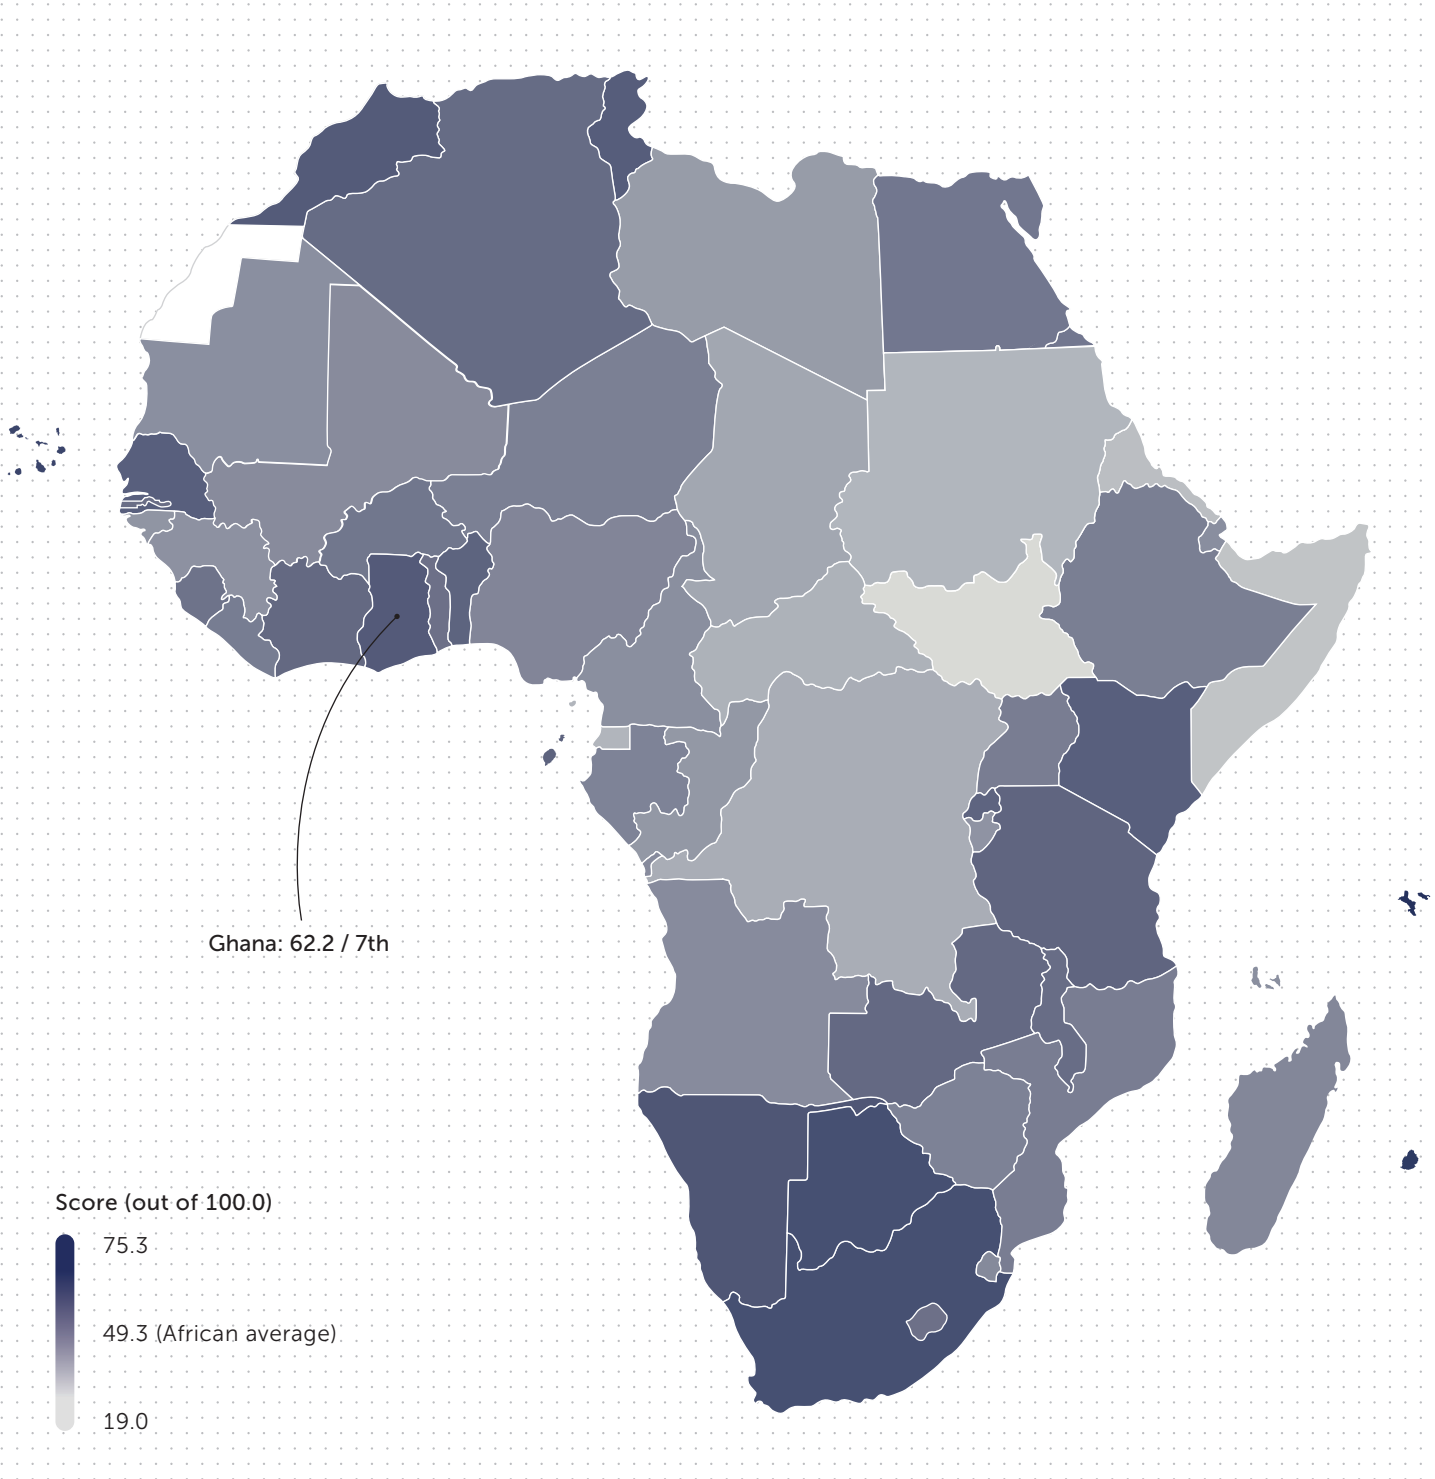 Ghana: 62.2 / 7th
Score (out of 100.0)
75.3
49.3 (African average)
19.0